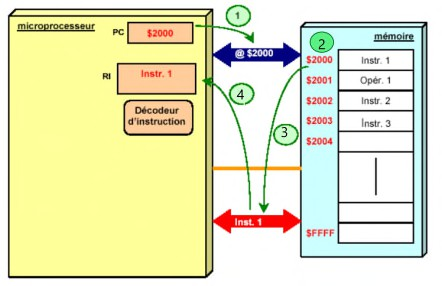 microprocesseur
PC
$2000
1
@ $2000
2
mémoire
$2000
Instr. 1
RI
Instr. 1
4
$2001
Opér. 1
$2002
Instr. 2
Décodeur
d'instruction
3
$2003
Instr. 3
$2004
Inst. 1
$FFFF